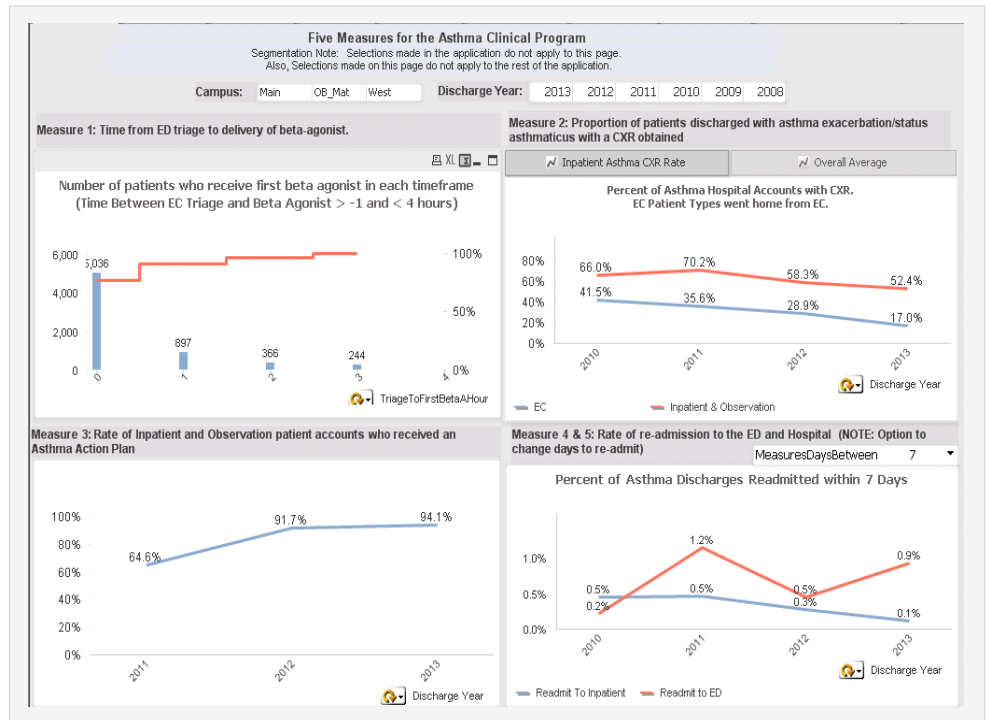 Five Measures for the Asthma Clinical Program
Segmentation Note: Selections made in the application do not apply to this page.
Also, Selections made on this page do not apply to the rest of the application.
Campus: Main OB_Mat West Discharge Year: 2013 2012 2011 2010 2009 2008
Measure 1: Time from ED triage to delivery of beta-agonist.
XL
Number of patients who receive first beta agonist in each timeframe
(Time Between EC Triage and Beta Agonist > -1 and < 4 hours)
6,000
4,000
2,000
0
5,036
897
366
244
100%
50%
0%
0 1 2 3 4
TriageToFirstBetaAHour
Measure 2: Proportion of patients discharged with asthma exacerbation/status
asthmaticus with a CXR obtained
Inpatient Asthma CXR Rate
Overall Average
Percent of Asthma Hospital Accounts with CXR.
EC Patient Types went home from EC.
80%
60%
40%
20%
0%
66.0% 70.2% 58.3% 52.4%
41.5% 35.6% 28.9% 17.0%
2010 2011 2012 2013
Discharge Year
EC Inpatient & Observation
Measure 3: Rate of Inpatient and Observation patient accounts who received an
Asthma Action Plan
100%
80%
60%
40%
20%
0%
64.6% 91.7% 94.1%
2011 2012 2013
Discharge Year
Measure 4 & 5: Rate of re-admission to the ED and Hospital (NOTE: Option to
change days to re-admit)
MeasuresDaysBetween 7
Percent of Asthma Discharges Readmitted within 7 Days
1.0%
0.5%
0.0%
0.5% 0.5% 0.3% 0.1%
0.2% 1.2% 0.5% 0.9%
2010 2011 2012 2013
Discharge Year
Readmit To Inpatient Readmit to ED